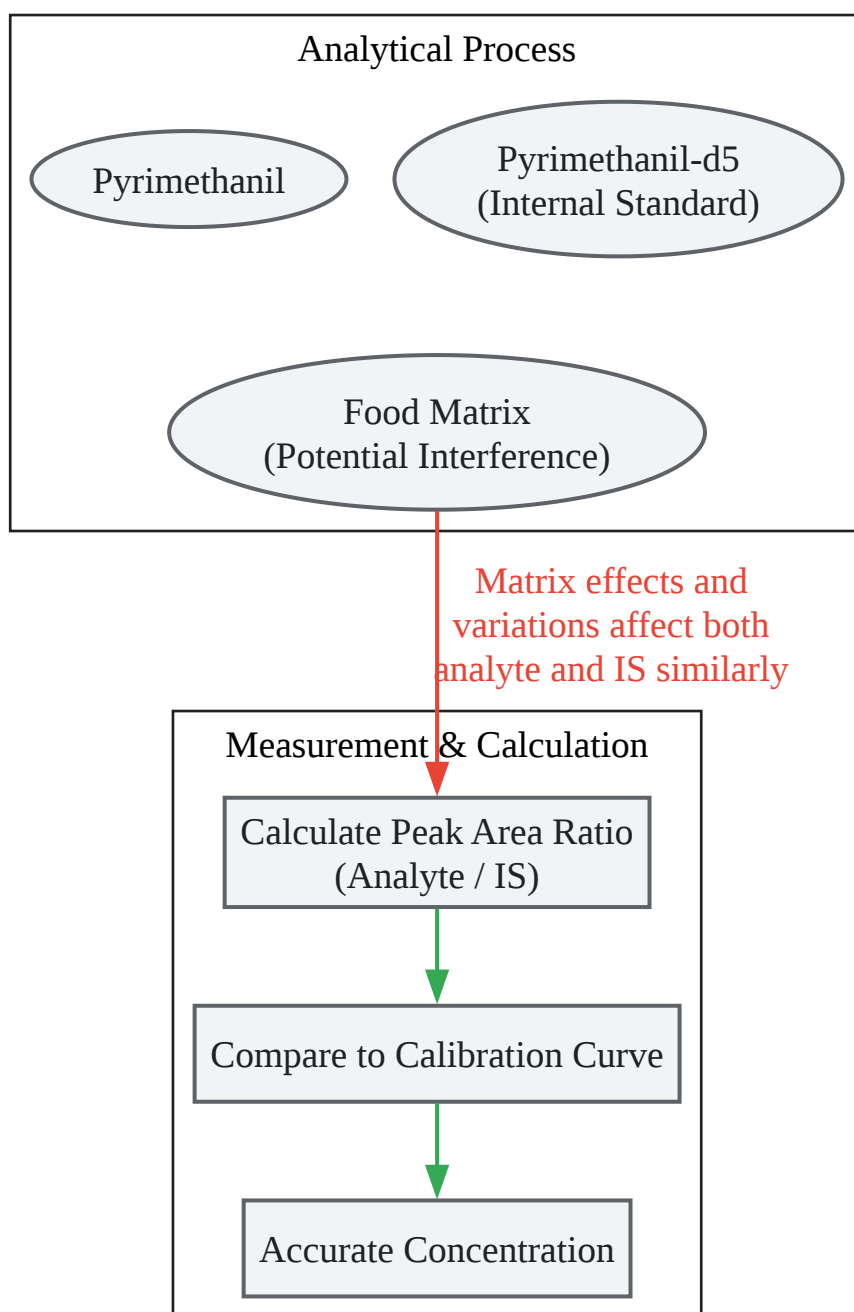 Analytical Process
Pyrimethanil
Pyrimethanil-d5
(Internal Standard)
Food Matrix
(Potential Interference)
Matrix effects and
variations affect both
analyte and IS similarly
Measurement & Calculation
Calculate Peak Area Ratio
(Analyte / IS)
Compare to Calibration Curve
Accurate Concentration